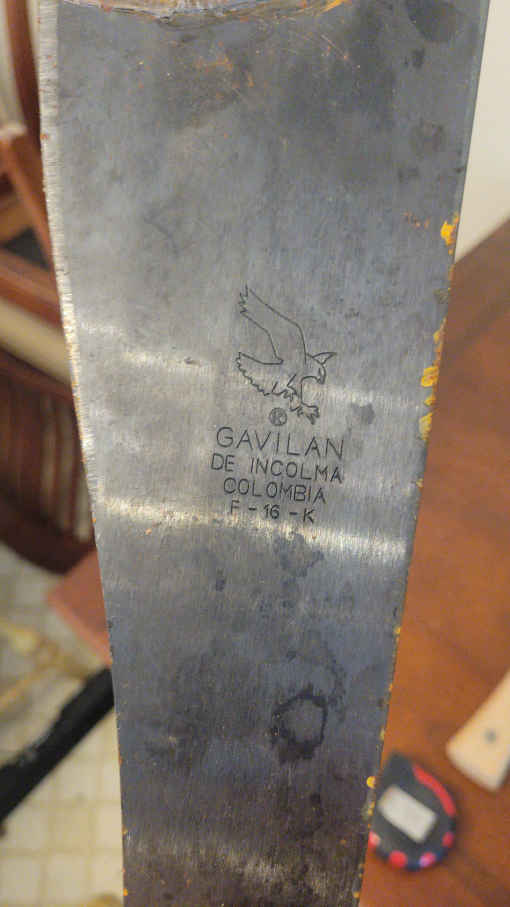 ®
GAVILAN
DE INCOLMA
COLOMBIA
F-16-K